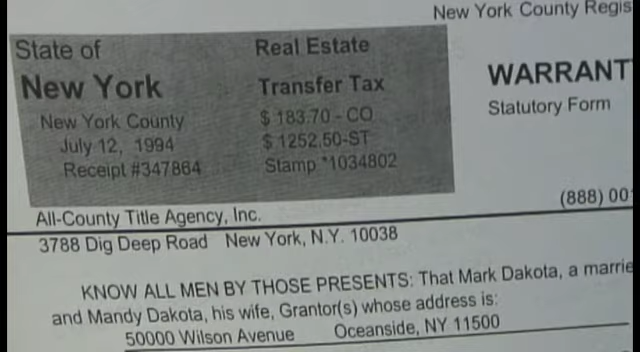 New York County Regis
State of
New York
New York County
July 12, 1994
Receipt #347864
Real Estate
Transfer Tax
$ 183.70 - CO
$ 1252.50-ST
Stamp *1034802
WARRANT
Statutory Form
(888) 00
All-County Title Agency, Inc.
3788 Dig Deep Road New York, N.Y. 10038
KNOW ALL MEN BY THOSE PRESENTS: That Mark Dakota, a marrie
and Mandy Dakota, his wife, Grantor(s) whose address is:
50000 Wilson Avenue Oceanside, NY 11500